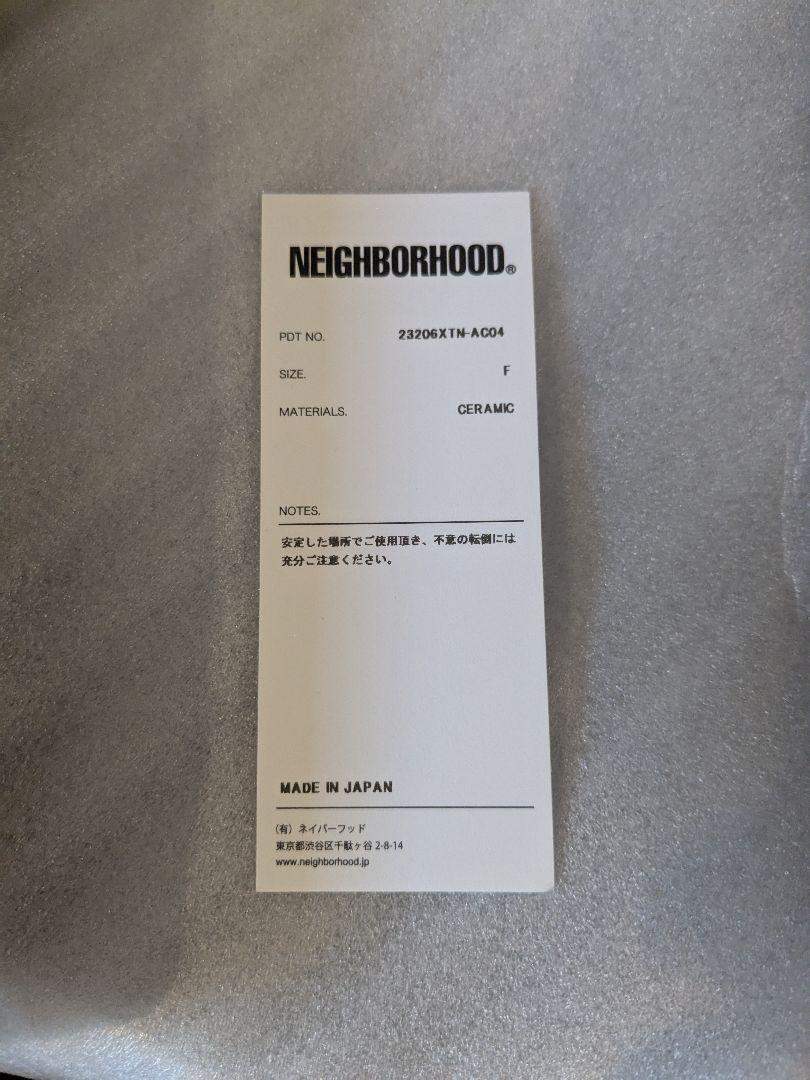 NEIGHBORHOOD®
PDT NO. 23206XTN-AC04
SIZE. F
MATERIALS. CERAMIC
NOTES.
安定した場所でご使用頂き、不意の転倒には
充分ご注意ください。
MADE IN JAPAN
(有) ネイバーフッド
東京都渋谷区千駄ヶ谷 2-8-14
www.neighborhood.jp